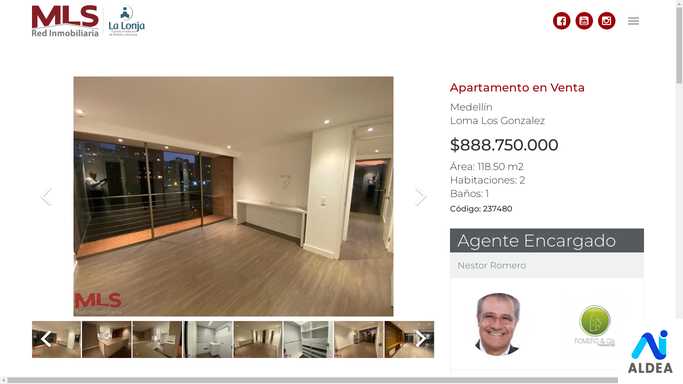 MLS
Red Inmobiliaria
La Lonja
Apartamento en Venta
Medellín
Loma Los Gonzalez
$888.750.000
Área: 118.50 m2
Habitaciones: 2
Baños: 1
Código: 237480
MLS
Agente Encargado
Nestor Romero
ROMERO & CIA
ALDEA